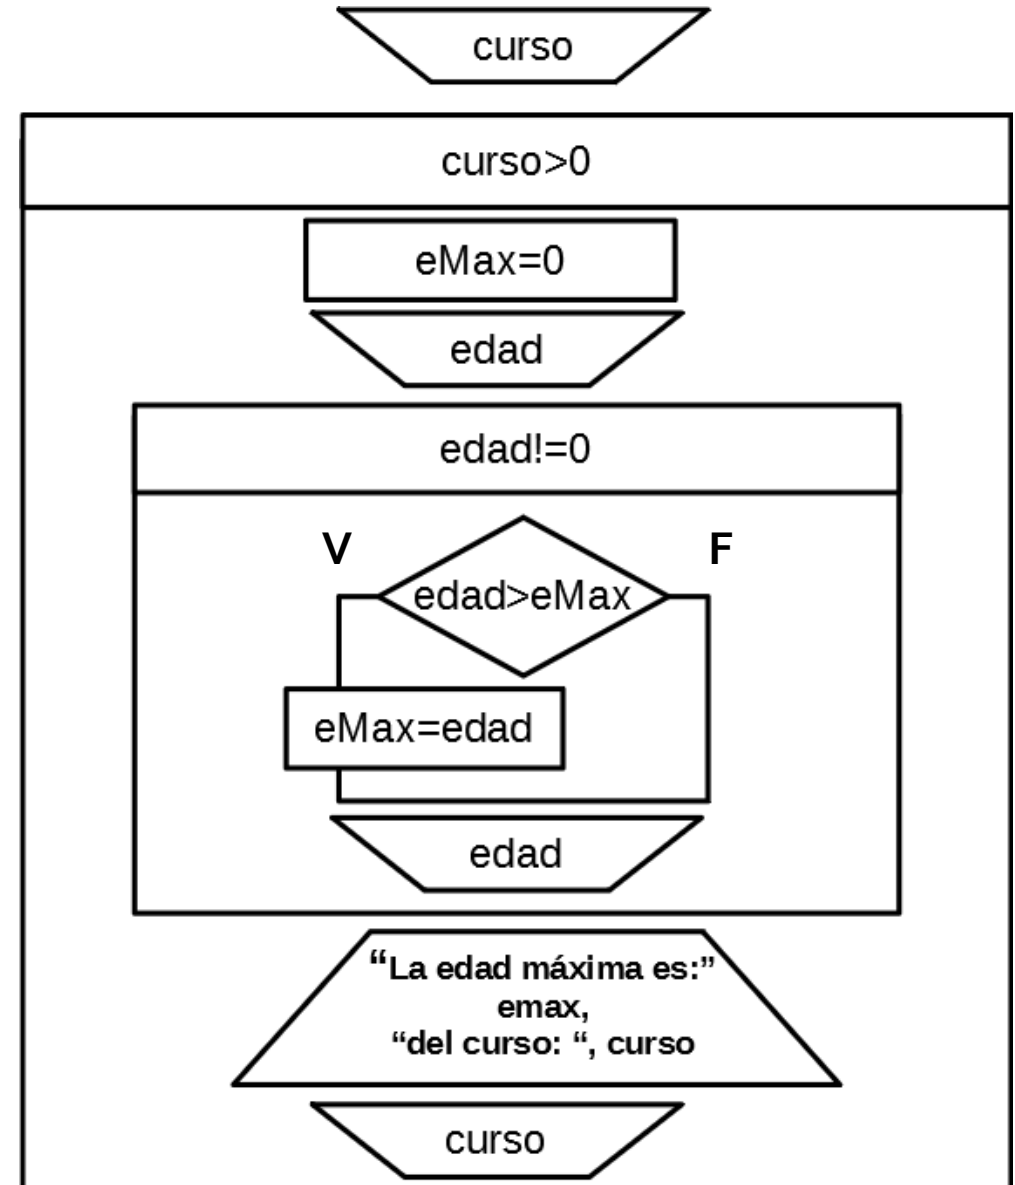 curso
curso>0
eMax=0
edad
edad!=0
V
F
edad>eMax
eMax=edad
edad
“La edad máxima es:”
emax,
“del curso: “, curso
curso